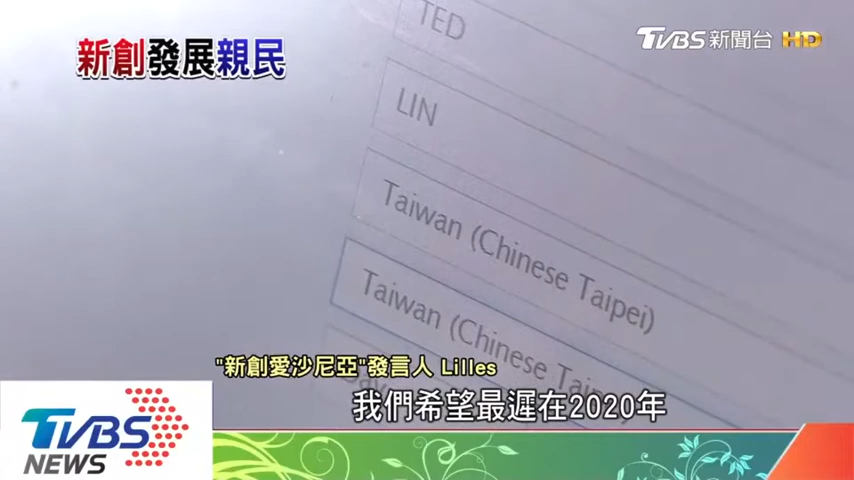 新創發展親民
TVBS新聞台 HD
TED
LIN
Taiwan (Chinese Taipei)
Taiwan (Chinese
"新創愛沙尼亞"發言人 Lilles
我們希望最遲在2020年
TVBS
NEWS